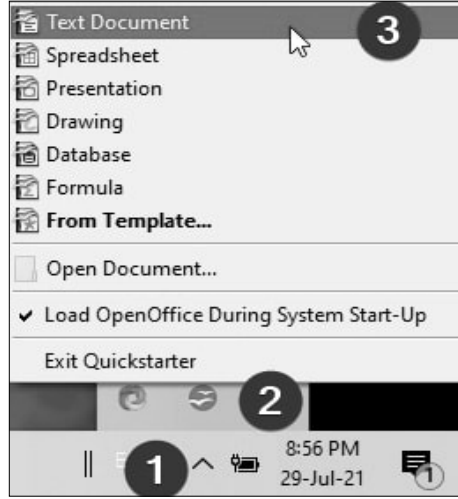 Text Document
3
Spreadsheet
Presentation
Drawing
Database
Formula
From Template...
Open Document...
Load OpenOffice During System Start-Up
Exit Quickstarter
2
1
8:56 PM
29-Jul-21
1